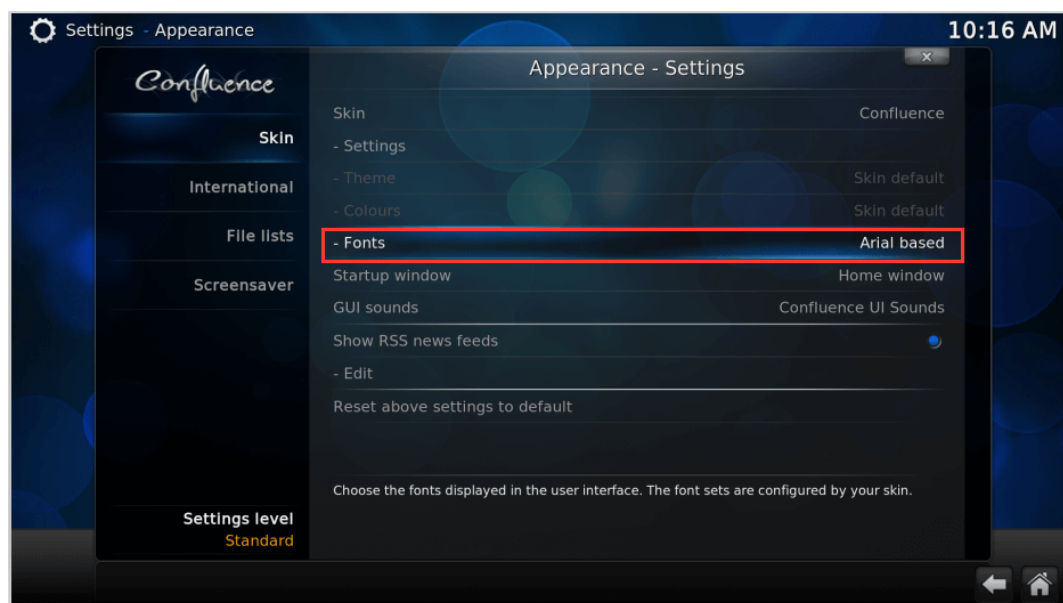 Settings - Appearance
10:16 AM
Confluence
Appearance - Settings
Skin
International
File lists
Screensaver
Settings level
Standard
Skin Confluence
- Settings
- Theme Skin default
- Colours Skin default
- Fonts Arial based
Startup window Home window
GUI sounds Confluence UI Sounds
Show RSS news feeds
- Edit
Reset above settings to default
Choose the fonts displayed in the user interface. The font sets are configured by your skin.